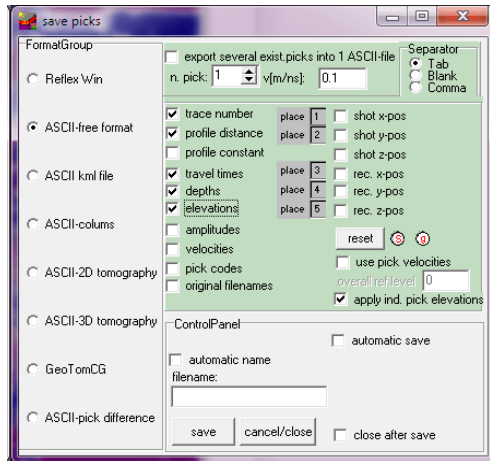 save picks
FormatGroup
Reflex Win
ASCII-free format
ASCII kml file
ASCII-colums
ASCII-2D tomography
ASCII-3D tomography
GeoTomCG
ASCII-pick difference
export several exist.picks into 1 ASCII-file
n. pick: 1 v[m/ns]: 0.1
Separator
Tab
Blank
Comma
trace number place 1 shot x-pos
profile distance place 2 shot y-pos
profile constant shot z-pos
travel times place 3 rec. x-pos
depths place 4 rec. y-pos
elevations place 5 rec. z-pos
amplitudes
velocities
pick codes
original filenames
reset S g
use pick velocities
overall ref.level 0
apply ind. pick elevations
ControlPanel
automatic save
automatic name
filename:
save cancel/close close after save